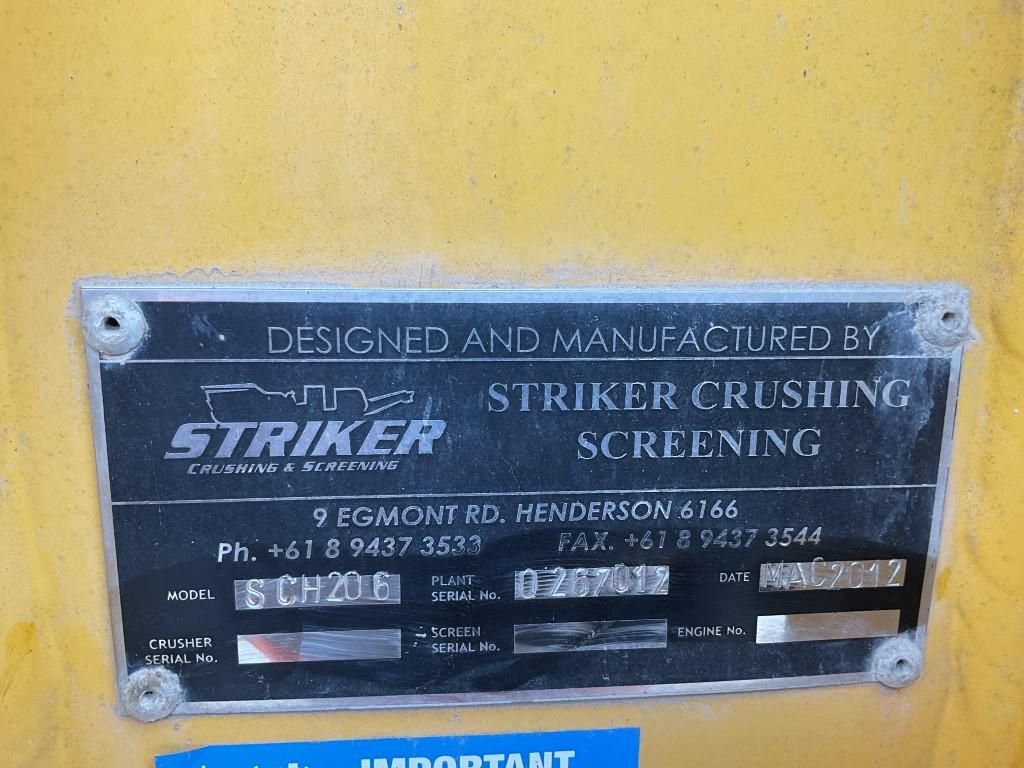 DESIGNED AND MANUFACTURED BY
STRIKER
CRUSHING & SCREENING
STRIKER CRUSHING
SCREENING
9 EGMONT RD. HENDERSON 6166
Ph. +61 8 9437 3533 FAX. +61 8 9437 3544
MODEL SCH206 PLANT SERIAL No. 0267012 DATE MAC2012
CRUSHER SERIAL No. SCREEN SERIAL No. ENGINE No.
IMPORTANT